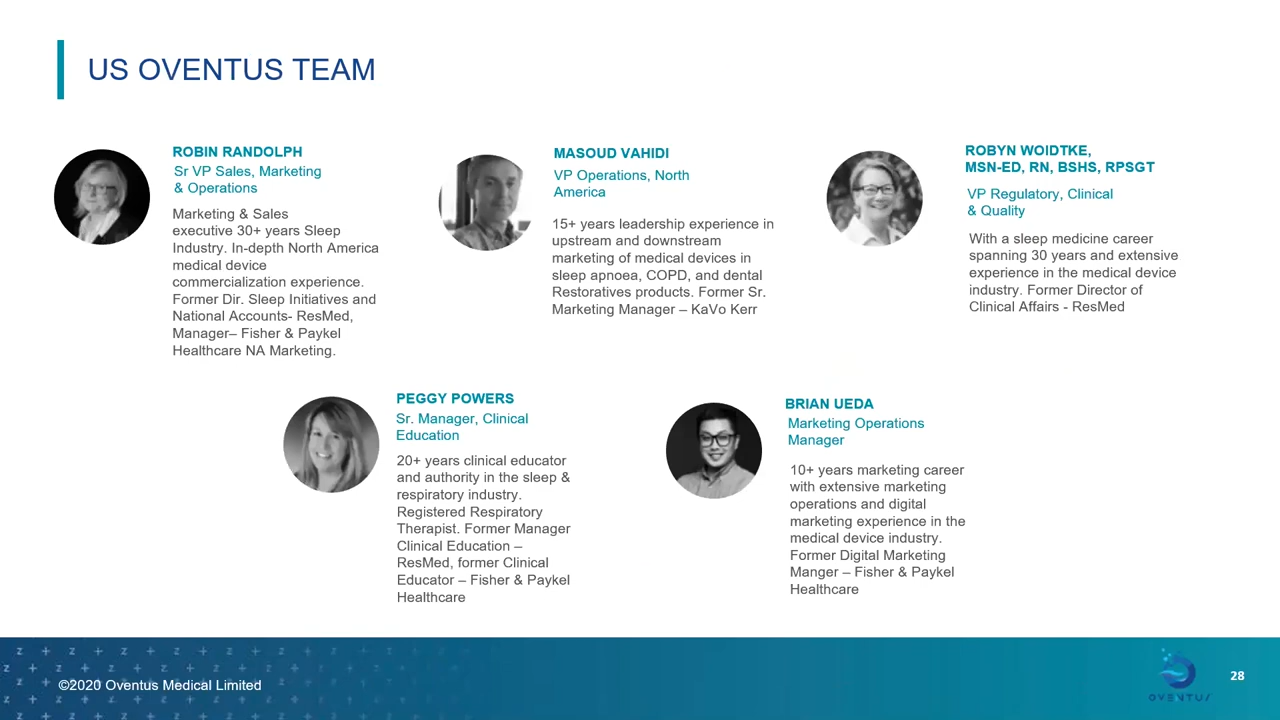 US OVENTUS TEAM
ROBIN RANDOLPH
Sr VP Sales, Marketing
& Operations
Marketing & Sales
executive 30+ years Sleep
Industry. In-depth North America
medical device
commercialization experience.
Former Dir. Sleep Initiatives and
National Accounts- ResMed,
Manager– Fisher & Paykel
Healthcare NA Marketing.
MASOUD VAHIDI
VP Operations, North
America
15+ years leadership experience in
upstream and downstream
marketing of medical devices in
sleep apnoea, COPD, and dental
Restoratives products. Former Sr.
Marketing Manager – KaVo Kerr
ROBYN WOIDTKE,
MSN-ED, RN, BSHS, RPSGT
VP Regulatory, Clinical
& Quality
With a sleep medicine career
spanning 30 years and extensive
experience in the medical device
industry. Former Director of
Clinical Affairs - ResMed
PEGGY POWERS
Sr. Manager, Clinical
Education
20+ years clinical educator
and authority in the sleep &
respiratory industry.
Registered Respiratory
Therapist. Former Manager
Clinical Education –
ResMed, former Clinical
Educator – Fisher & Paykel
Healthcare
BRIAN UEDA
Marketing Operations
Manager
10+ years marketing career
with extensive marketing
operations and digital
marketing experience in the
medical device industry.
Former Digital Marketing
Manger – Fisher & Paykel
Healthcare
©2020 Oventus Medical Limited
OVENTUS
28